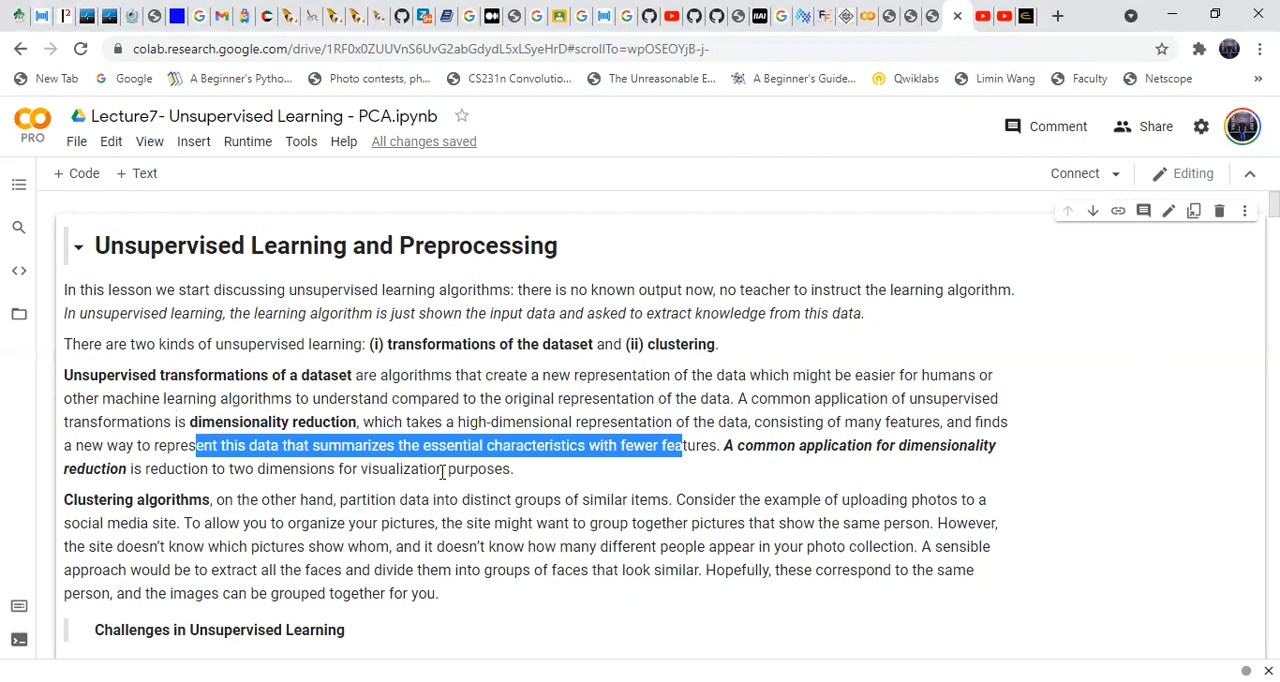 colab.research.google.com/drive/1RF0x0ZUUVnS6UvG2abGdydL5xLSyeHrD#scrollTo=wpOSEOYjB-j-
New Tab Google A Beginner's Pytho... Photo contests, ph... CS231n Convolutio... The Unreasonable E... A Beginner's Guide... Qwiklabs Limin Wang Faculty Netscope »
CO PRO
Lecture7- Unsupervised Learning - PCA.ipynb
Comment Share
File Edit View Insert Runtime Tools Help All changes saved
+ Code + Text Connect Editing
Unsupervised Learning and Preprocessing
In this lesson we start discussing unsupervised learning algorithms: there is no known output now, no teacher to instruct the learning algorithm.
In unsupervised learning, the learning algorithm is just shown the input data and asked to extract knowledge from this data.
There are two kinds of unsupervised learning: (i) transformations of the dataset and (ii) clustering.
Unsupervised transformations of a dataset are algorithms that create a new representation of the data which might be easier for humans or
other machine learning algorithms to understand compared to the original representation of the data. A common application of unsupervised
transformations is dimensionality reduction, which takes a high-dimensional representation of the data, consisting of many features, and finds
a new way to represent this data that summarizes the essential characteristics with fewer features. A common application for dimensionality
reduction is reduction to two dimensions for visualization purposes.
Clustering algorithms, on the other hand, partition data into distinct groups of similar items. Consider the example of uploading photos to a
social media site. To allow you to organize your pictures, the site might want to group together pictures that show the same person. However,
the site doesn't know which pictures show whom, and it doesn't know how many different people appear in your photo collection. A sensible
approach would be to extract all the faces and divide them into groups of faces that look similar. Hopefully, these correspond to the same
person, and the images can be grouped together for you.
Challenges in Unsupervised Learning